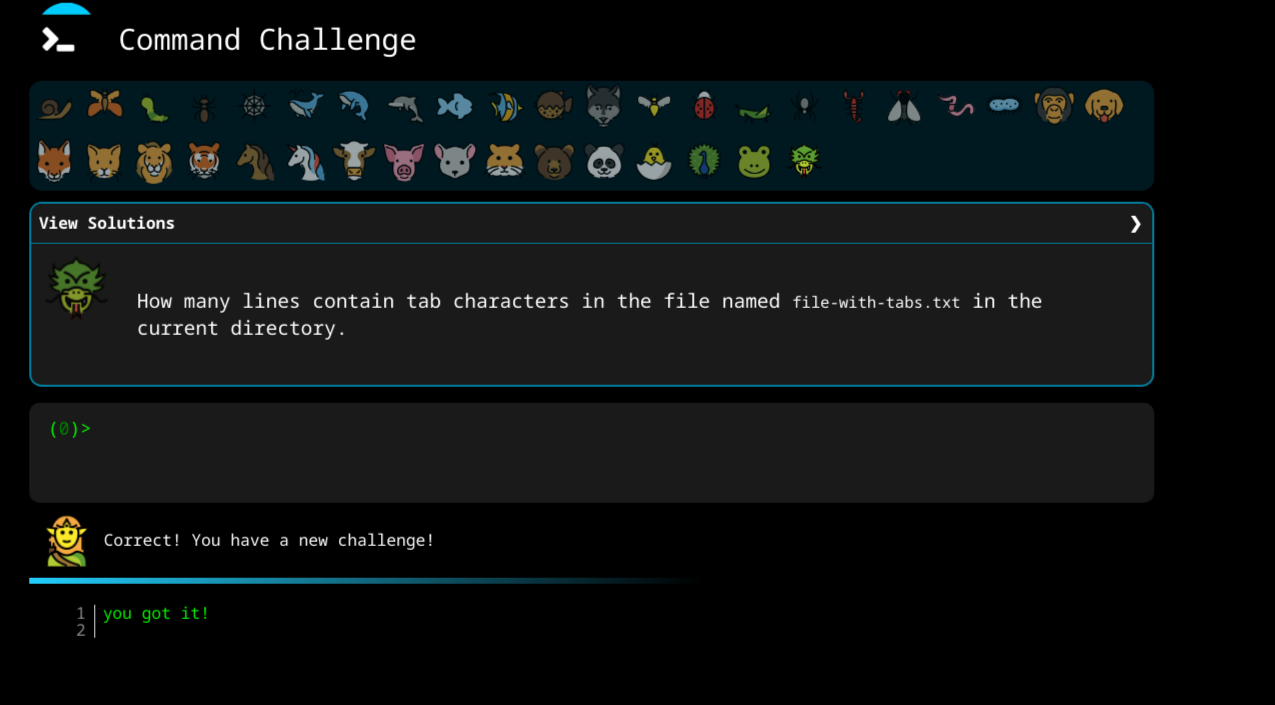 Command Challenge
View Solutions
How many lines contain tab characters in the file named file-with-tabs.txt in the
current directory.
(0)>
Correct! You have a new challenge!
1 you got it!
2